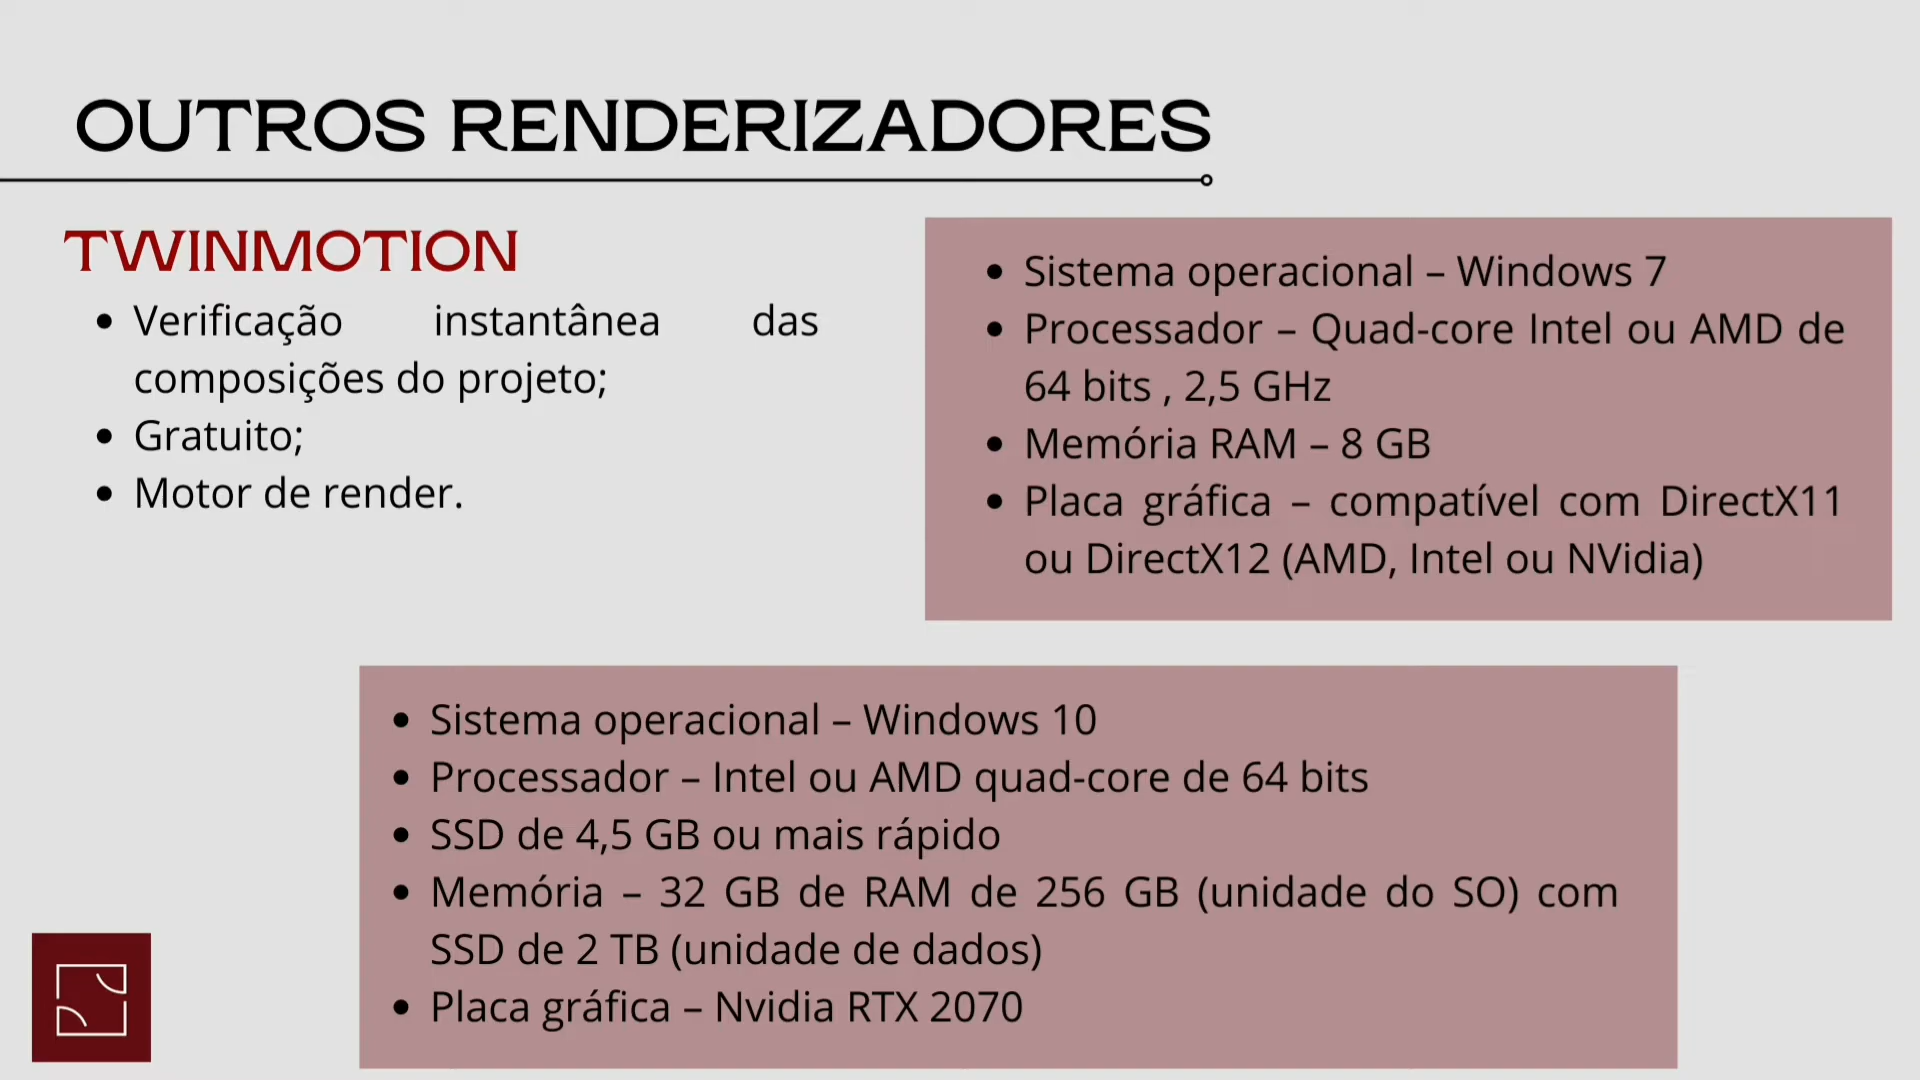 OUTROS RENDERIZADORES
TWINMOTION
• Verificação instantânea das
composições do projeto;
• Gratuito;
• Motor de render.
• Sistema operacional – Windows 7
• Processador – Quad-core Intel ou AMD de
64 bits , 2,5 GHz
• Memória RAM – 8 GB
• Placa gráfica – compatível com DirectX11
ou DirectX12 (AMD, Intel ou NVidia)
• Sistema operacional – Windows 10
• Processador – Intel ou AMD quad-core de 64 bits
• SSD de 4,5 GB ou mais rápido
• Memória – 32 GB de RAM de 256 GB (unidade do SO) com
SSD de 2 TB (unidade de dados)
• Placa gráfica – Nvidia RTX 2070